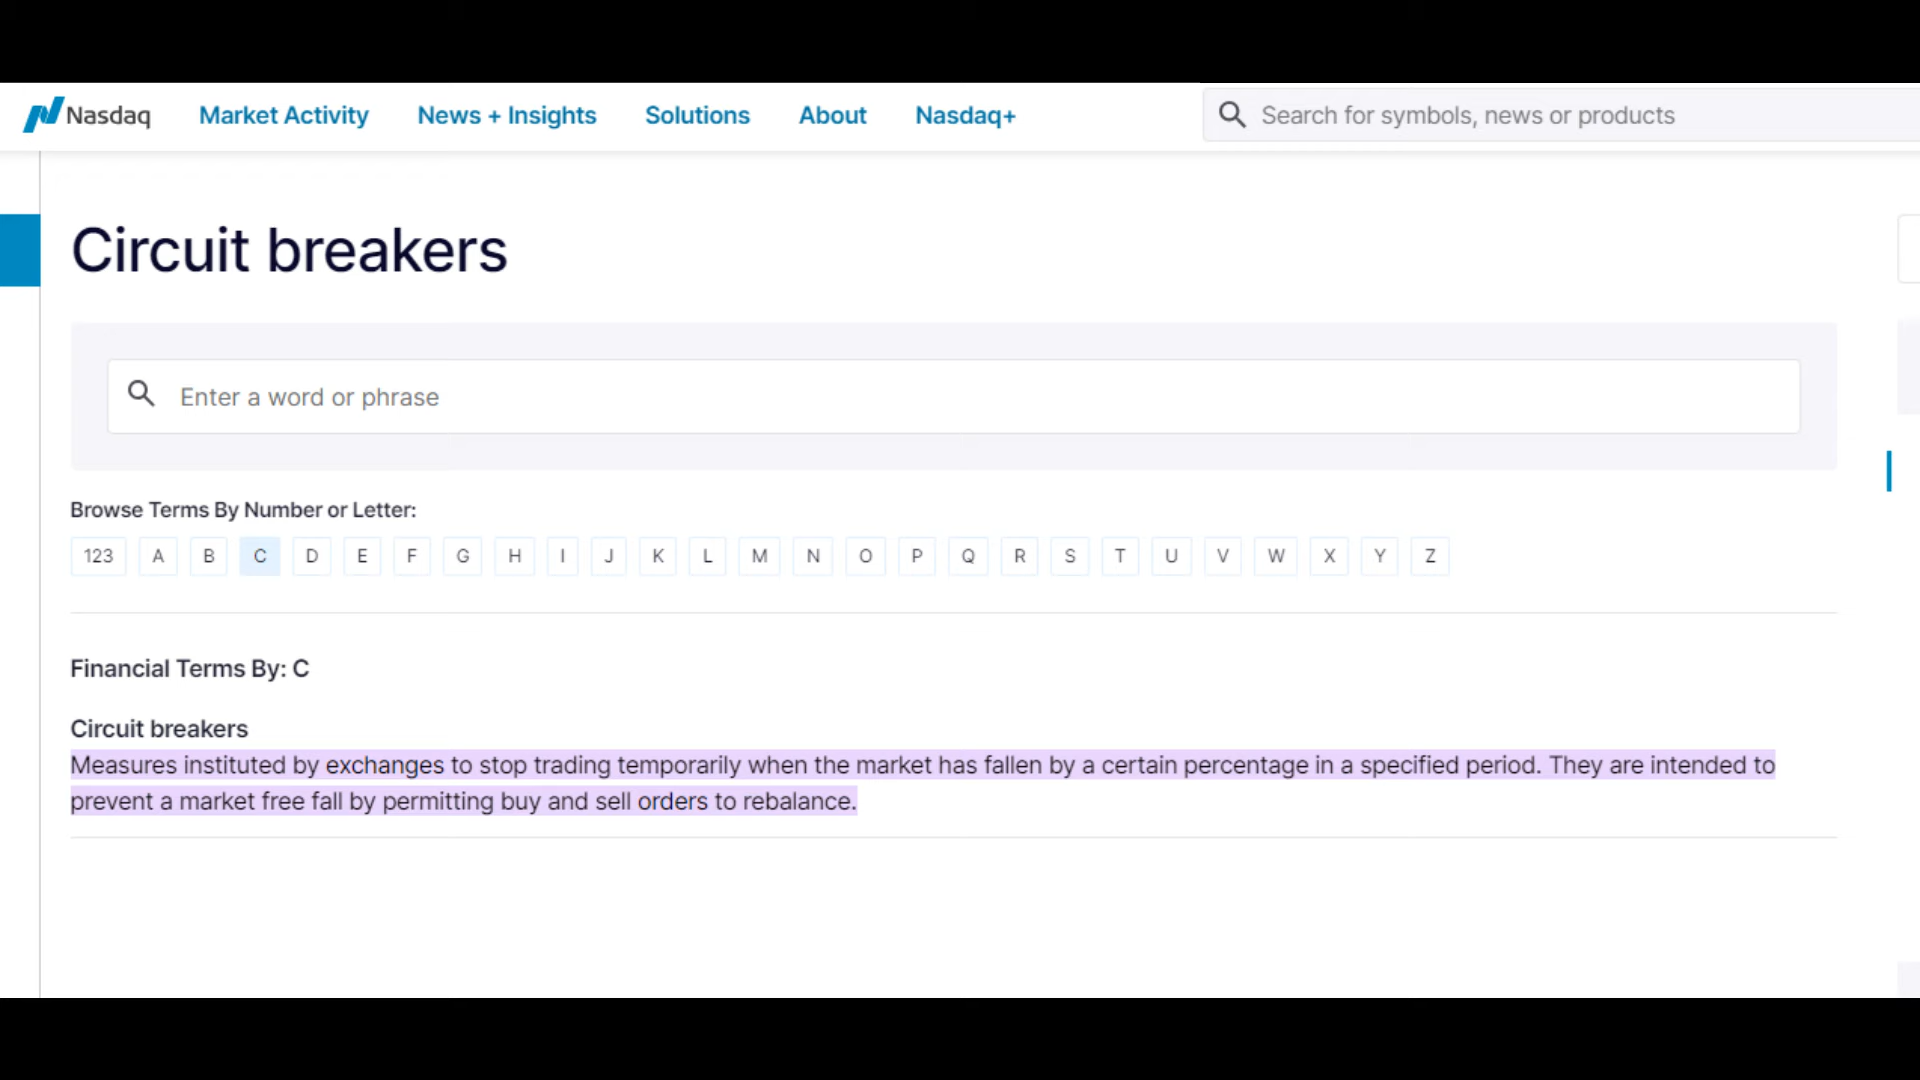 Nasdaq Market Activity News + Insights Solutions About Nasdaq+ Search for symbols, news or products
Circuit breakers
Enter a word or phrase
Browse Terms By Number or Letter:
123 A B C D E F G H I J K L M N O P Q R S T U V W X Y Z
Financial Terms By: C
Circuit breakers
Measures instituted by exchanges to stop trading temporarily when the market has fallen by a certain percentage in a specified period. They are intended to
prevent a market free fall by permitting buy and sell orders to rebalance.